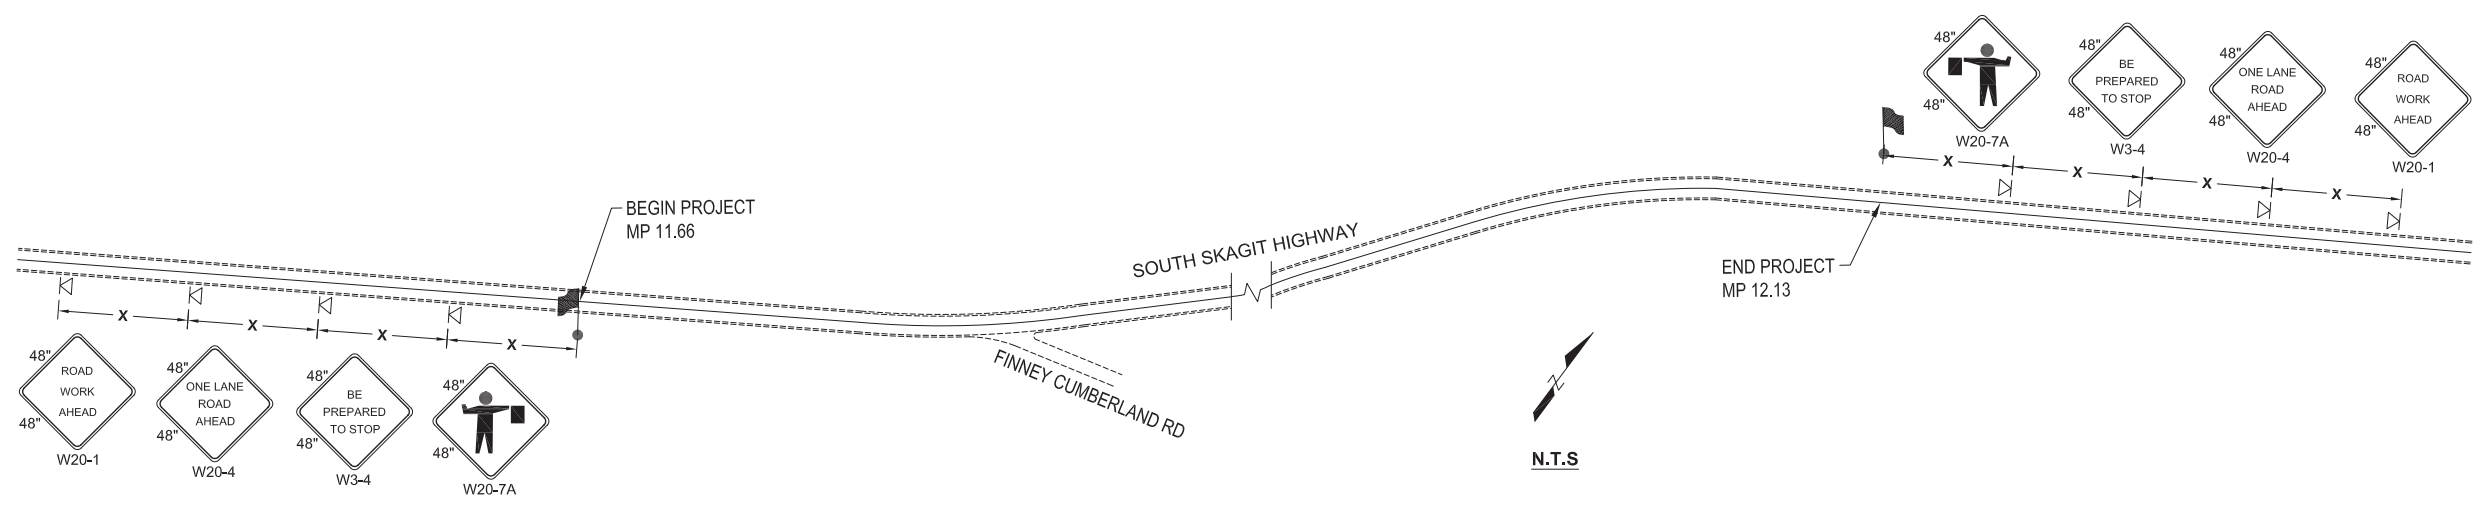 48"
48"
W20-7A
48"
BE
PREPARED
TO STOP
48"
W3-4
48"
ONE LANE
ROAD
AHEAD
48"
W20-4
48"
ROAD
WORK
AHEAD
48"
W20-1
X
X
X
X
BEGIN PROJECT
MP 11.66
SOUTH SKAGIT HIGHWAY
END PROJECT
MP 12.13
FINNEY CUMBERLAND RD
X
X
X
X
48"
ROAD
WORK
AHEAD
48"
W20-1
48"
ONE LANE
ROAD
AHEAD
48"
W20-4
48"
BE
PREPARED
TO STOP
48"
W3-4
48"
48"
W20-7A
N
N.T.S